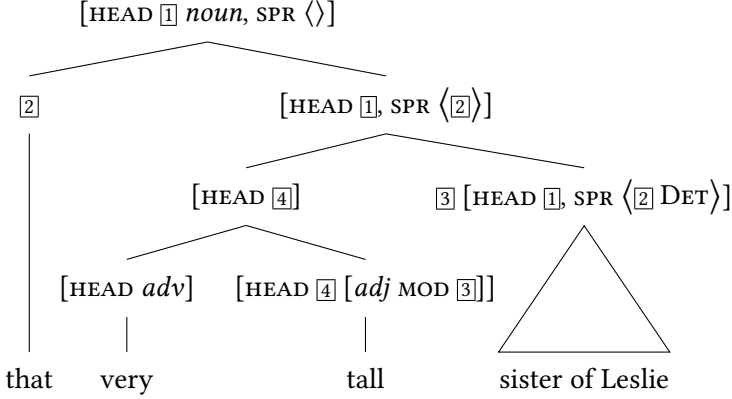 [HEAD 1 noun, SPR ⟨⟩]
2 [HEAD 1, SPR ⟨2⟩]
[HEAD 4] 3 [HEAD 1, SPR ⟨2 DET⟩]
[HEAD adv] [HEAD 4 [adj MOD 3]]
that very tall sister of Leslie